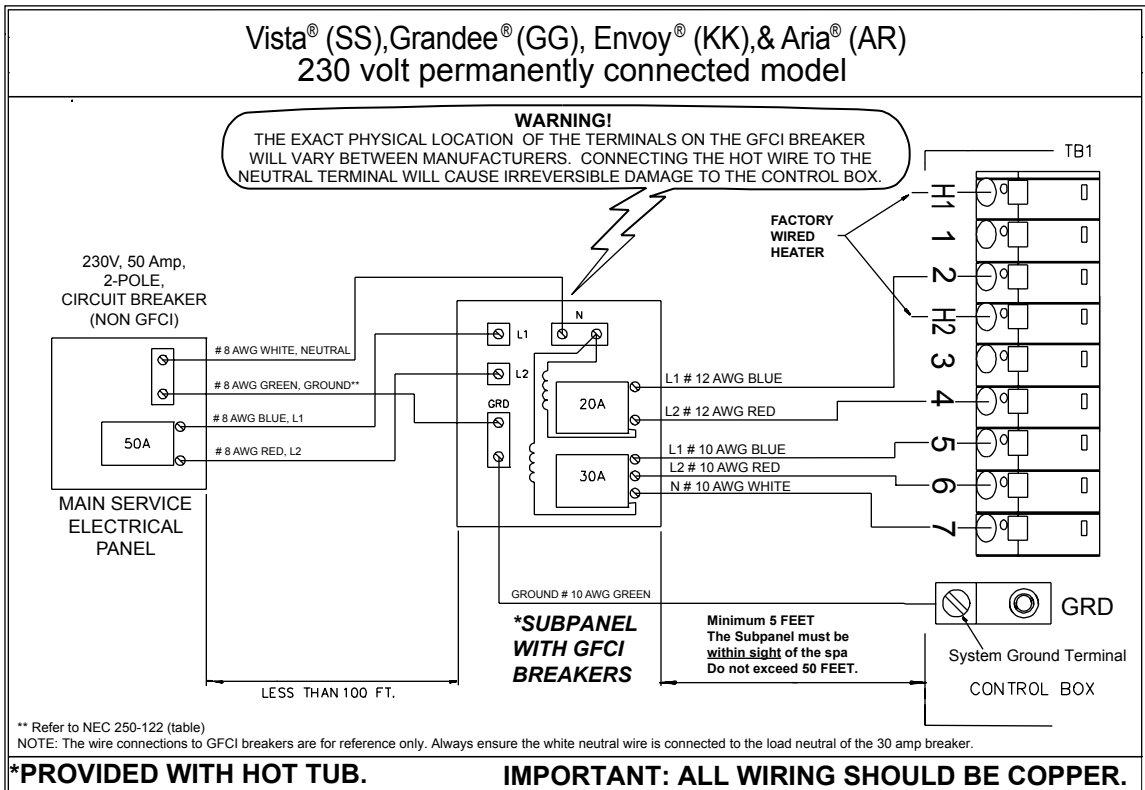 Vista® (SS),Grandee® (GG), Envoy® (KK),& Aria® (AR)
230 volt permanently connected model
WARNING!
THE EXACT PHYSICAL LOCATION OF THE TERMINALS ON THE GFCI BREAKER
WILL VARY BETWEEN MANUFACTURERS. CONNECTING THE HOT WIRE TO THE
NEUTRAL TERMINAL WILL CAUSE IRREVERSIBLE DAMAGE TO THE CONTROL BOX.
TB1
H1
1
2
H2
3
4
5
6
7
FACTORY
WIRED
HEATER
230V, 50 Amp,
2-POLE,
CIRCUIT BREAKER
(NON GFCI)
# 8 AWG WHITE, NEUTRAL
# 8 AWG GREEN, GROUND**
# 8 AWG BLUE, L1
# 8 AWG RED, L2
50A
MAIN SERVICE
ELECTRICAL
PANEL
N
L1
L2
GRD
20A
30A
L1 # 12 AWG BLUE
L2 # 12 AWG RED
L1 # 10 AWG BLUE
L2 # 10 AWG RED
N # 10 AWG WHITE
GROUND # 10 AWG GREEN
*SUBPANEL
WITH GFCI
BREAKERS
Minimum 5 FEET
The Subpanel must be
within sight of the spa
Do not exceed 50 FEET.
GRD
System Ground Terminal
CONTROL BOX
LESS THAN 100 FT.
** Refer to NEC 250-122 (table)
NOTE: The wire connections to GFCI breakers are for reference only. Always ensure the white neutral wire is connected to the load neutral of the 30 amp breaker.
*PROVIDED WITH HOT TUB.
IMPORTANT: ALL WIRING SHOULD BE COPPER.